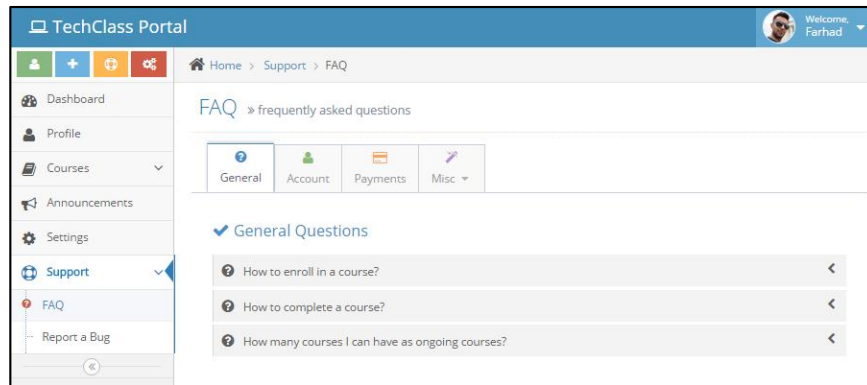 TechClass Portal
Welcome,
Farhad
Home > Support > FAQ
Dashboard
Profile
Courses
Announcements
Settings
Support
FAQ
Report a Bug
FAQ » frequently asked questions
General
Account
Payments
Misc
General Questions
How to enroll in a course?
How to complete a course?
How many courses I can have as ongoing courses?